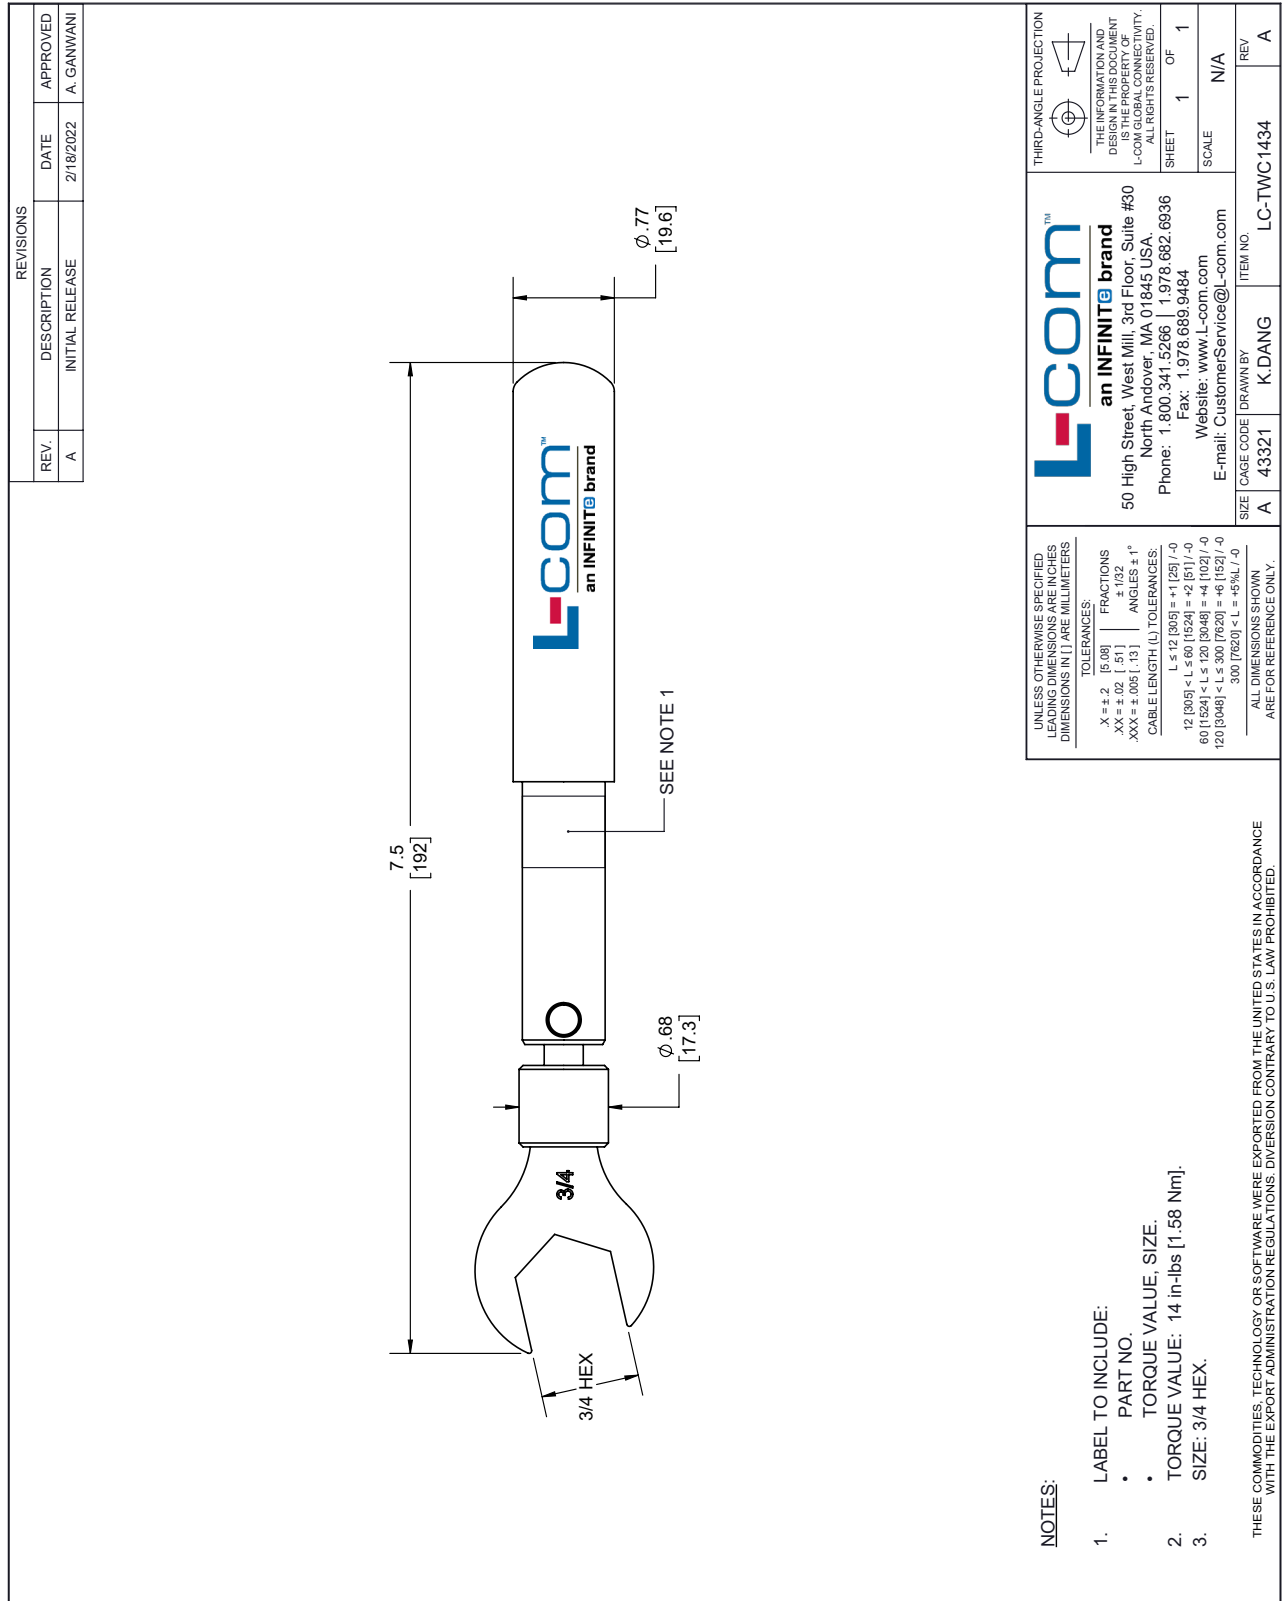 REVISIONS
REV. DESCRIPTION DATE APPROVED
A INITIAL RELEASE 2/18/2022 A. GANWANI
7.5
[192]
L-com™
an INFINITe brand
Ø.77
[19.6]
SEE NOTE 1
Ø.68
[17.3]
3/4
3/4 HEX
NOTES:
1. LABEL TO INCLUDE:
• PART NO.
• TORQUE VALUE, SIZE.
2. TORQUE VALUE: 14 in-lbs [1.58 Nm].
3. SIZE: 3/4 HEX.
THESE COMMODITIES, TECHNOLOGY OR SOFTWARE WERE EXPORTED FROM THE UNITED STATES IN ACCORDANCE
WITH THE EXPORT ADMINISTRATION REGULATIONS. DIVERSION CONTRARY TO U.S. LAW PROHIBITED.
UNLESS OTHERWISE SPECIFIED
LEADING DIMENSIONS ARE INCHES
DIMENSIONS IN [ ] ARE MILLIMETERS
TOLERANCES:
.X = ±.2 [5.08] FRACTIONS
.XX = ±.02 [.51] ± 1/32
.XXX = ±.005 [.13] ANGLES ± 1°
CABLE LENGTH (L) TOLERANCES:
L ≤ 12 [305] = +1 [25] / -0
12 [305] < L ≤ 60 [1524] = +2 [51] / -0
60 [1524] < L ≤ 120 [3048] = +4 [102] / -0
120 [3048] < L ≤ 300 [7620] = +6 [152] / -0
300 [7620] < L = +5%L / -0
ALL DIMENSIONS SHOWN
ARE FOR REFERENCE ONLY.
L-com™
an INFINITe brand
50 High Street, West Mill, 3rd Floor, Suite #30
North Andover, MA 01845 USA.
Phone: 1.800.341.5266 | 1.978.682.6936
Fax: 1.978.689.9484
Website: www.L-com.com
E-mail: CustomerService@L-com.com
THIRD-ANGLE PROJECTION
THE INFORMATION AND
DESIGN IN THIS DOCUMENT
IS THE PROPERTY OF
L-COM GLOBAL CONNECTIVITY.
ALL RIGHTS RESERVED.
SHEET 1 OF 1
SCALE N/A
SIZE CAGE CODE DRAWN BY ITEM NO. REV
A 43321 K.DANG LC-TWC1434 A